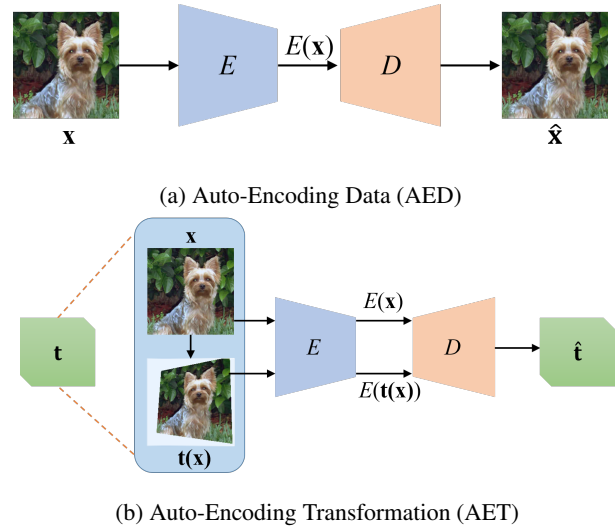 E
E(x)
D
x
x̂
(a) Auto-Encoding Data (AED)
x
t
E(x)
E
D
t̂
E(t(x))
t(x)
(b) Auto-Encoding Transformation (AET)